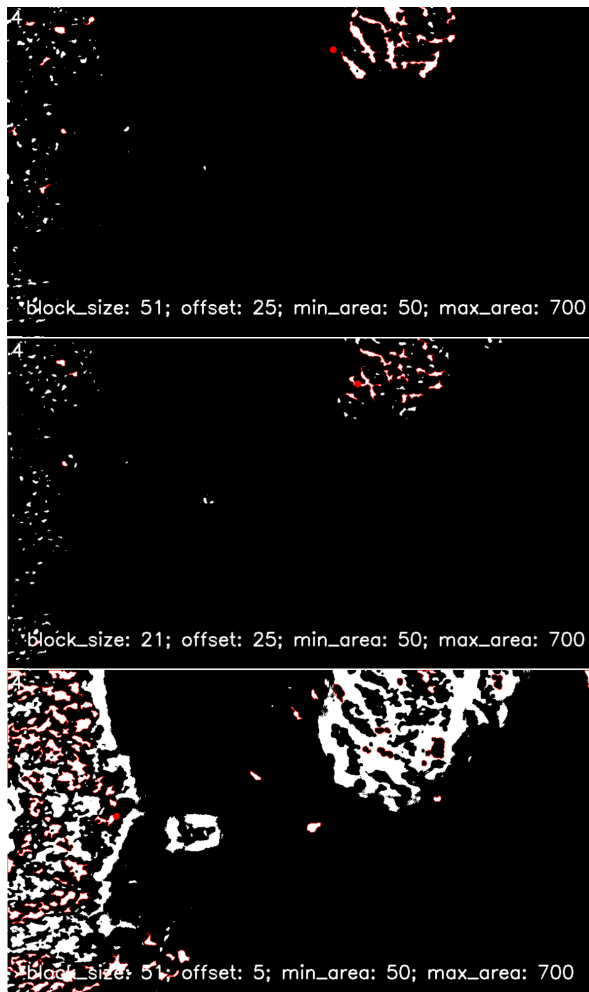 4
block_size: 51; offset: 25; min_area: 50; max_area: 700
4
block_size: 21; offset: 25; min_area: 50; max_area: 700
block_size: 51; offset: 5; min_area: 50; max_area: 700